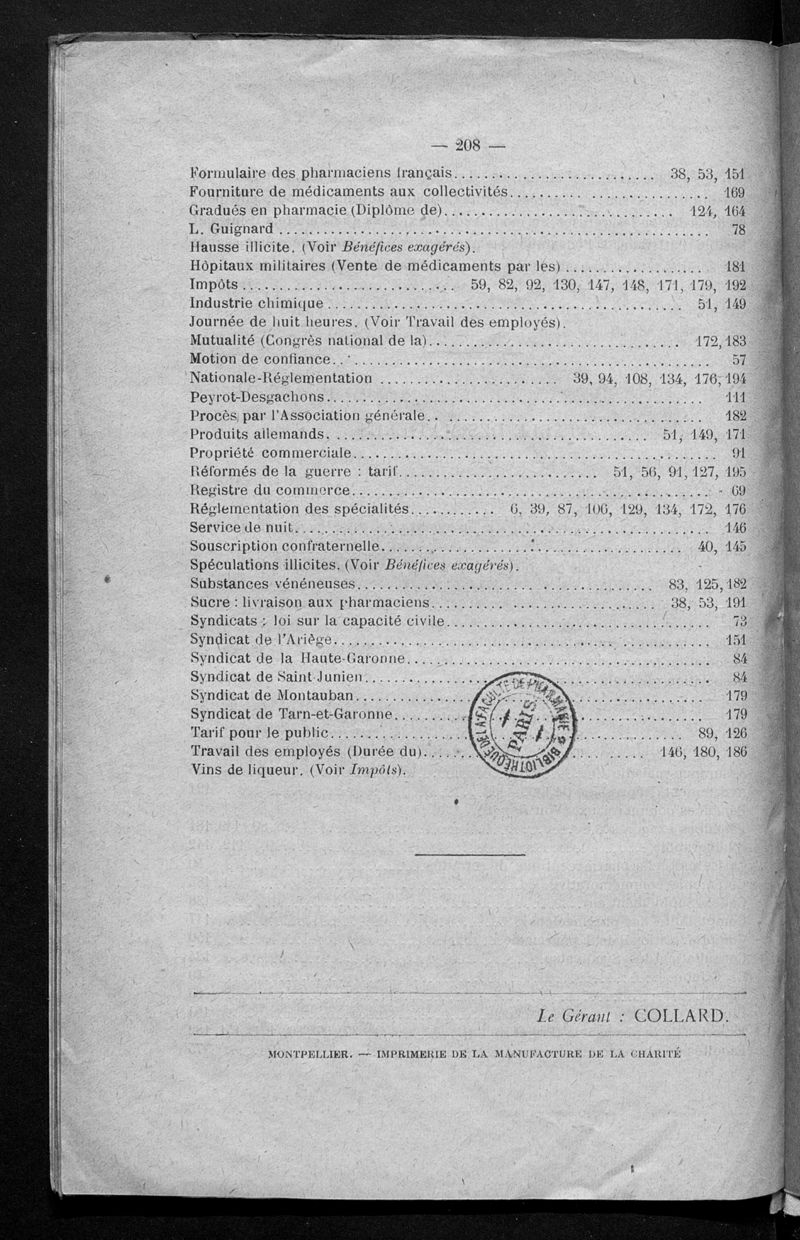 — 208 —
Formulaire des pharmaciens français............................ 38, 53, 151
Fourniture de médicaments aux collectivités........................... 169
Gradués en pharmacie (Diplôme de)................................ 124, 164
L. Guignard ............................................................ 78
Hausse illicite. (Voir Bénéfices exagérés).
Hôpitaux militaires (Vente de médicaments par les) ................... 181
Impôts ............................. 59, 82, 92, 130, 147, 148, 171, 179, 192
Industrie chimique................................................ 51, 149
Journée de huit heures. (Voir Travail des employés).
Mutualité (Congrès national de la)................................... 172,183
Motion de confiance.................................................... 57
Nationale-Réglementation ......................... 39, 94, 108, 134, 176, 194
Peyrot-Desgachons..................................................... 111
Procès par l'Association générale...................................... 182
Produits allemands............................................ 51, 149, 171
Propriété commerciale.................................................. 91
Réformés de la guerre : tarif............................ 51, 56, 91, 127, 195
Registre du commerce................................................... 69
Réglementation des spécialités............ 6, 39, 87, 106, 129, 134, 172, 176
Service de nuit......................................................... 146
Souscription confraternelle.......................................... 40, 145
Spéculations illicites. (Voir Bénéfices exagérés).
Substances vénéneuses......................................... 83, 125, 182
Sucre : livraison aux pharmaciens................................ 38, 53, 191
Syndicats : loi sur la capacité civile..................................... 73
Syndicat de l'Ariège.................................................... 151
Syndicat de la Haute-Garonne........................................... 84
Syndicat de Saint Junien................................................ 84
Syndicat de Montauban.................................................. 179
Syndicat de Tarn-et-Garonne............................................ 179
Tarif pour le public................................................. 89, 126
Travail des employés (Durée du)................................ 146, 180, 186
Vins de liqueur. (Voir Impôts).
BIBLIOTHÈQUE DE LA FACULTÉ DE PHARMACIE
PARIS
Le Gérant : COLLARD.
MONTPELLIER. — IMPRIMERIE DE LA MANUFACTURE DE LA CHARITÉ